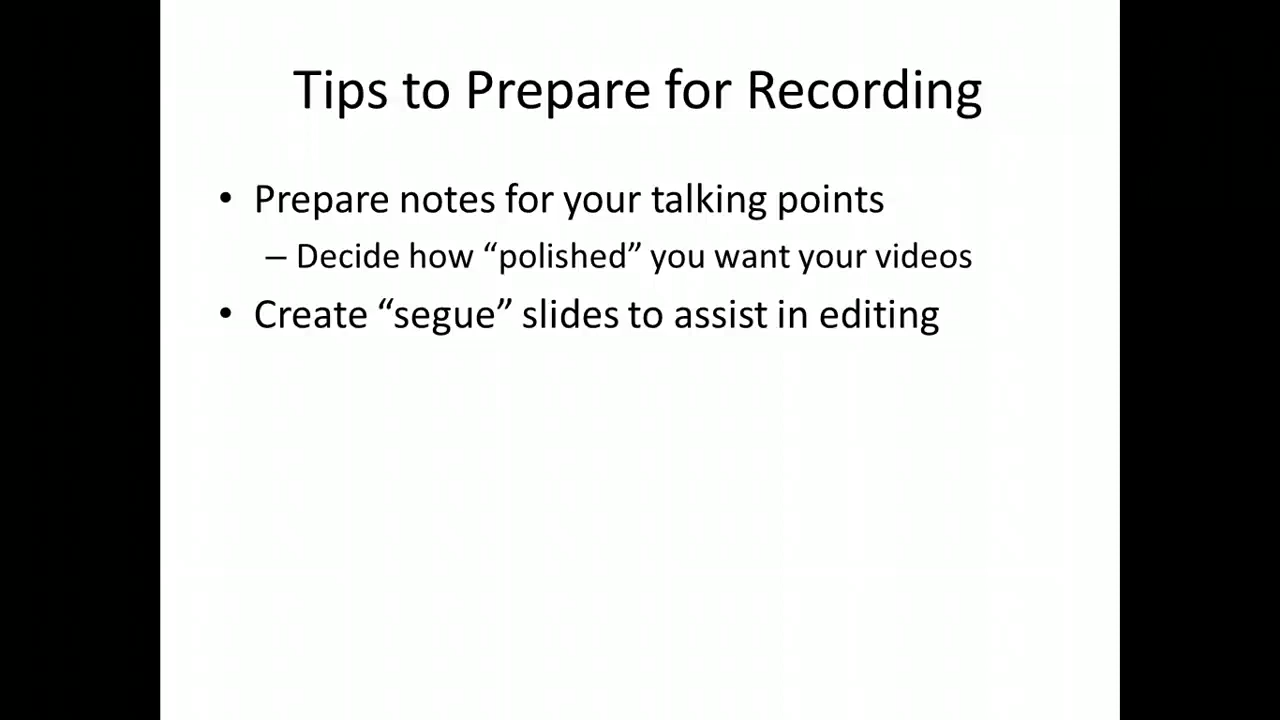 Tips to Prepare for Recording
• Prepare notes for your talking points
– Decide how “polished” you want your videos
• Create “segue” slides to assist in editing